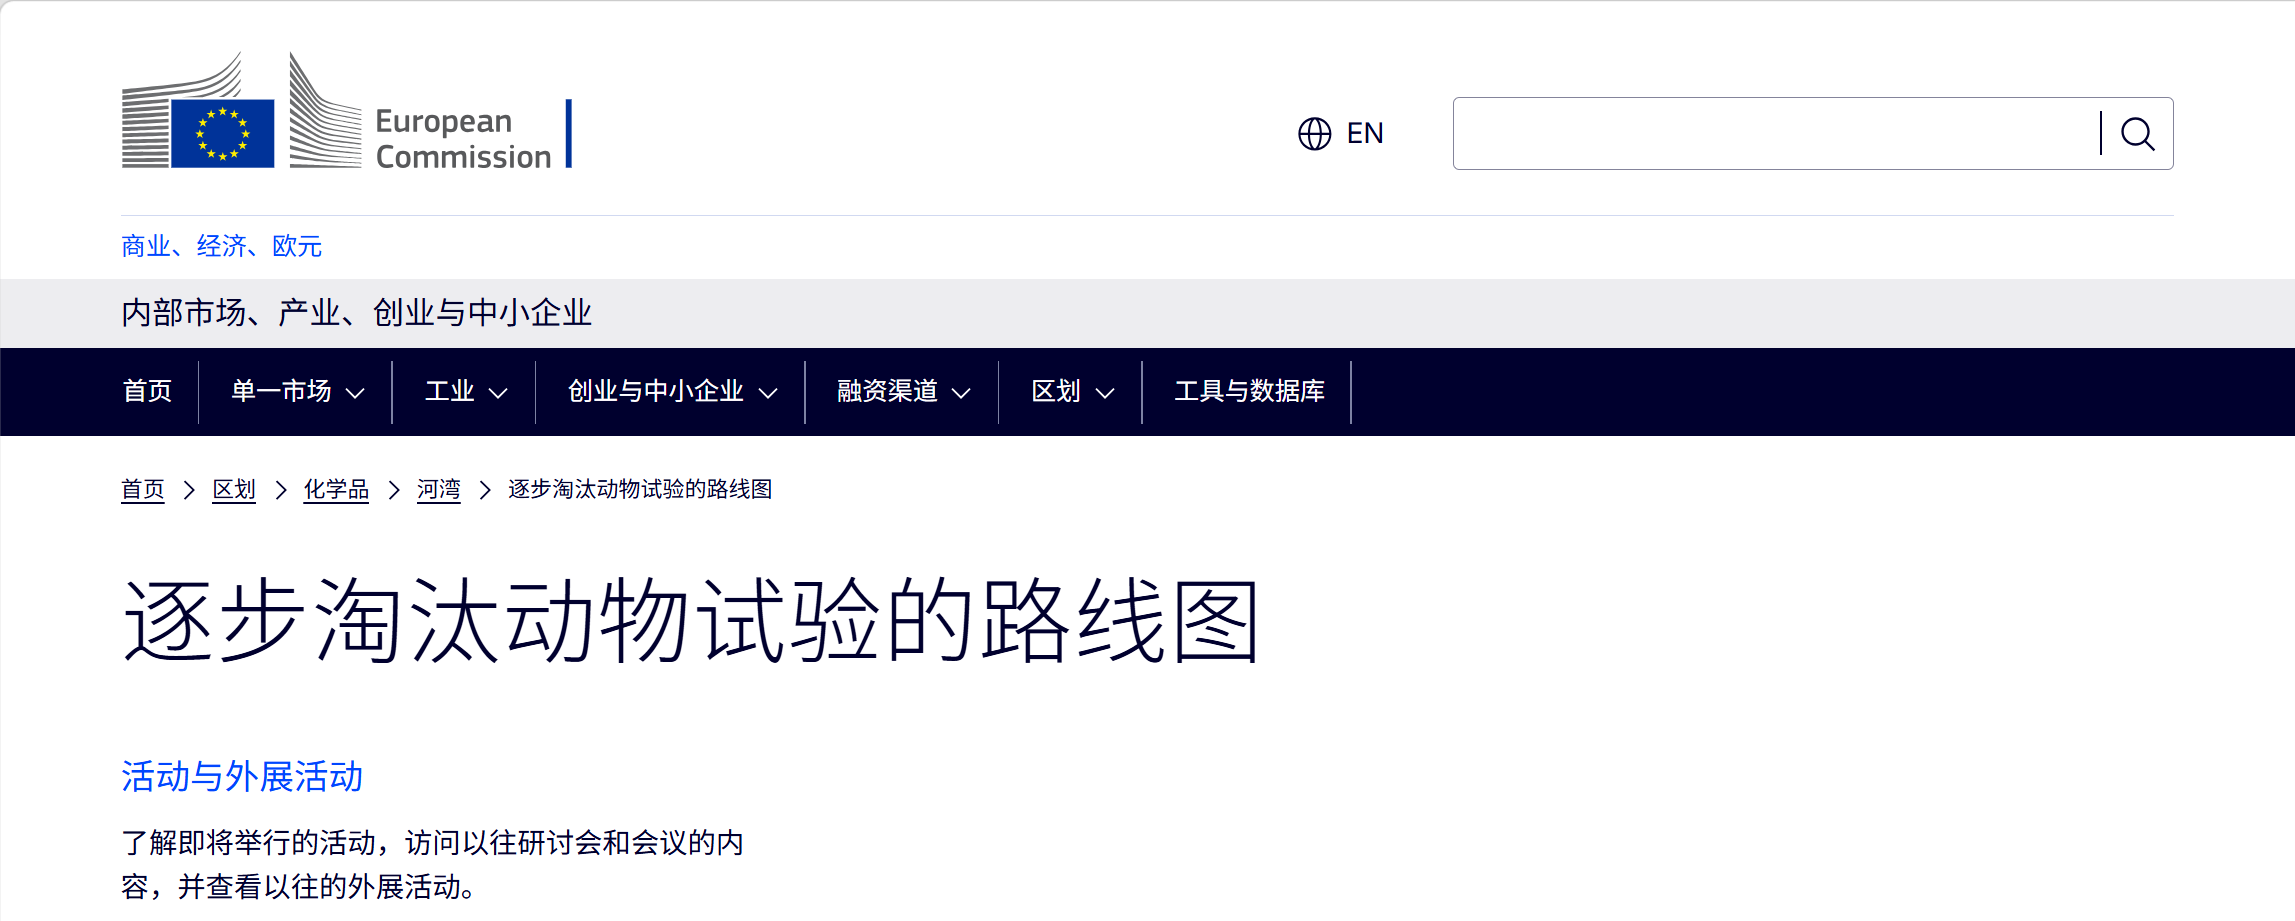 European
Commission
EN
商业、经济、欧元
内部市场、产业、创业与中小企业
首页 单一市场 工业 创业与中小企业 融资渠道 区划 工具与数据库
首页 区划 化学品 河湾 逐步淘汰动物试验的路线图
逐步淘汰动物试验的路线图
活动与外展活动
了解即将举行的活动，访问以往研讨会和会议的内
容，并查看以往的外展活动。